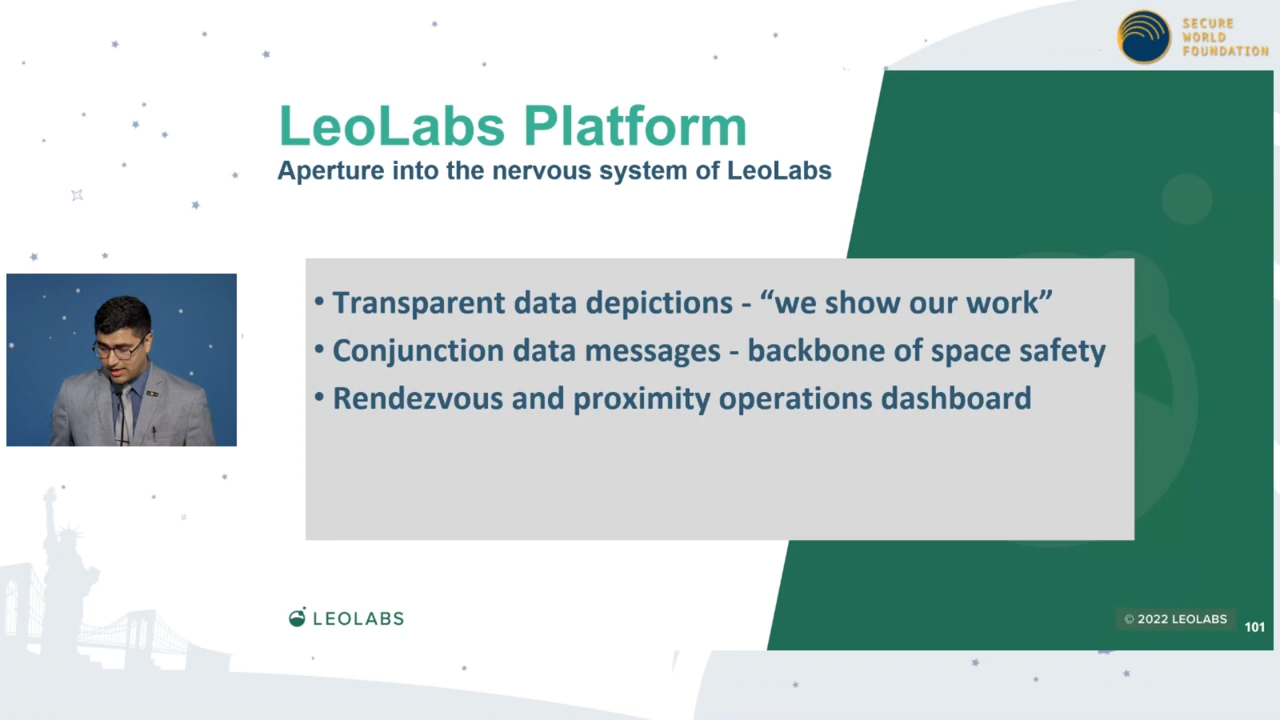 SECURE
WORLD
FOUNDATION
LeoLabs Platform
Aperture into the nervous system of LeoLabs
• Transparent data depictions - “we show our work”
• Conjunction data messages - backbone of space safety
• Rendezvous and proximity operations dashboard
LEOLABS
© 2022 LEOLABS
101